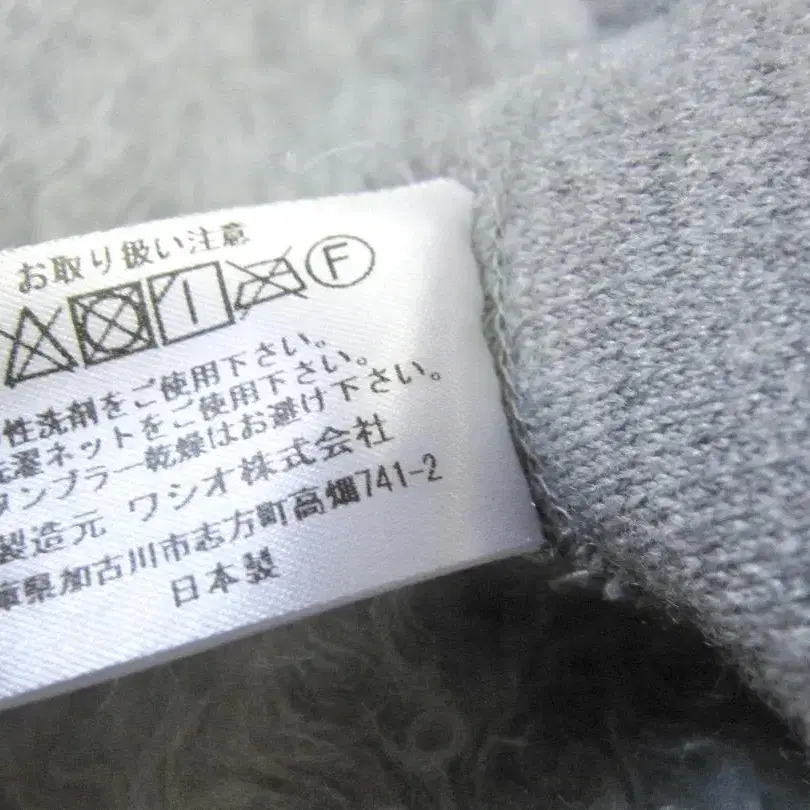 お取り扱い注意
F
性洗剤をご使用下さい。
洗濯ネットをご使用下さい。
タンブラー乾燥はお避け下さい。
製造元 ワシオ株式会社
庫県加古川市志方町高畑741-2
日本製